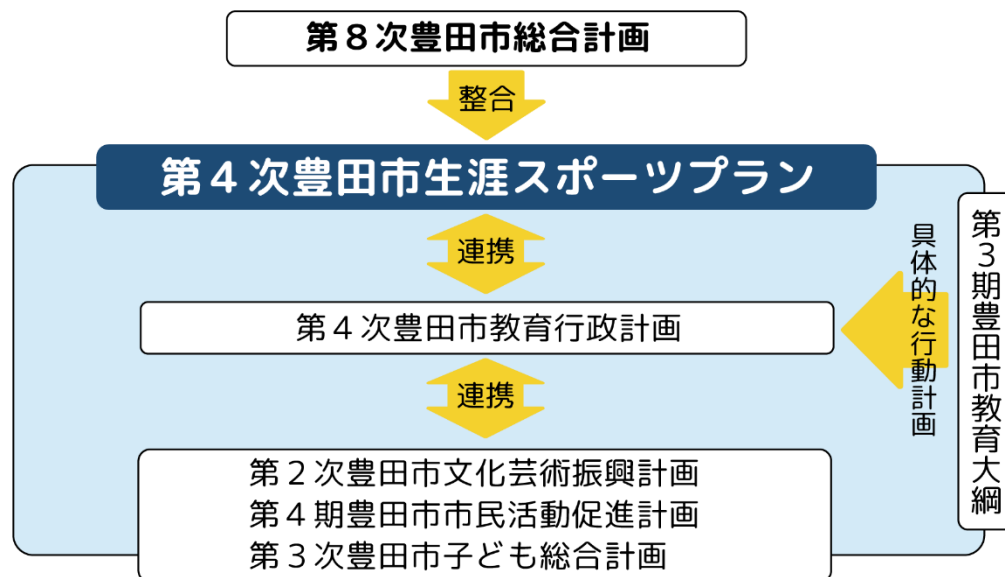 第８次豊田市総合計画
整合
第４次豊田市生涯スポーツプラン
連携
第４次豊田市教育行政計画
具体的な行動計画
第３期豊田市教育大綱
連携
第２次豊田市文化芸術振興計画
第４期豊田市市民活動促進計画
第３次豊田市子ども総合計画